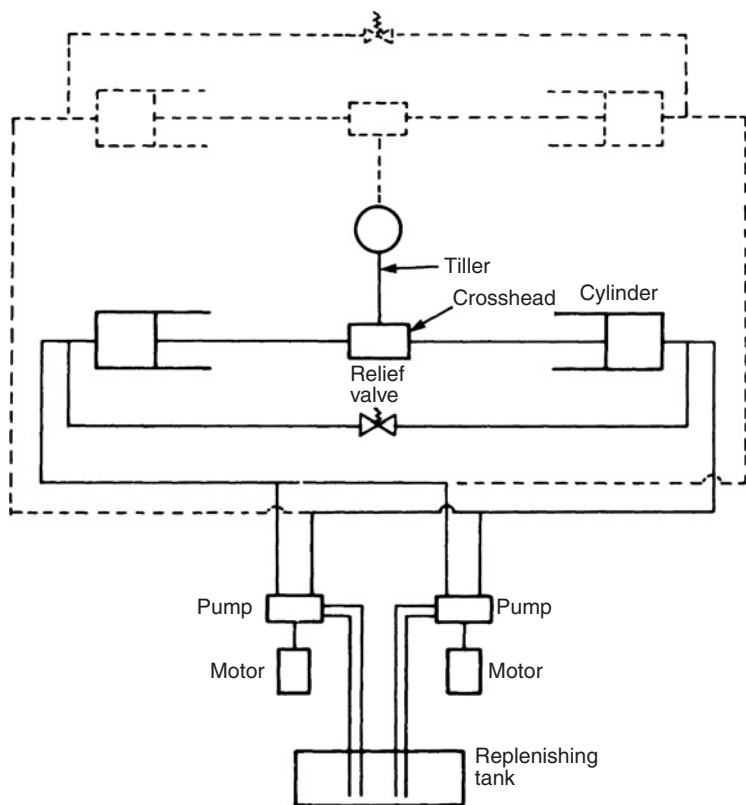 Tiller
Crosshead
Cylinder
Relief
valve
Pump
Pump
Motor
Motor
Replenishing
tank